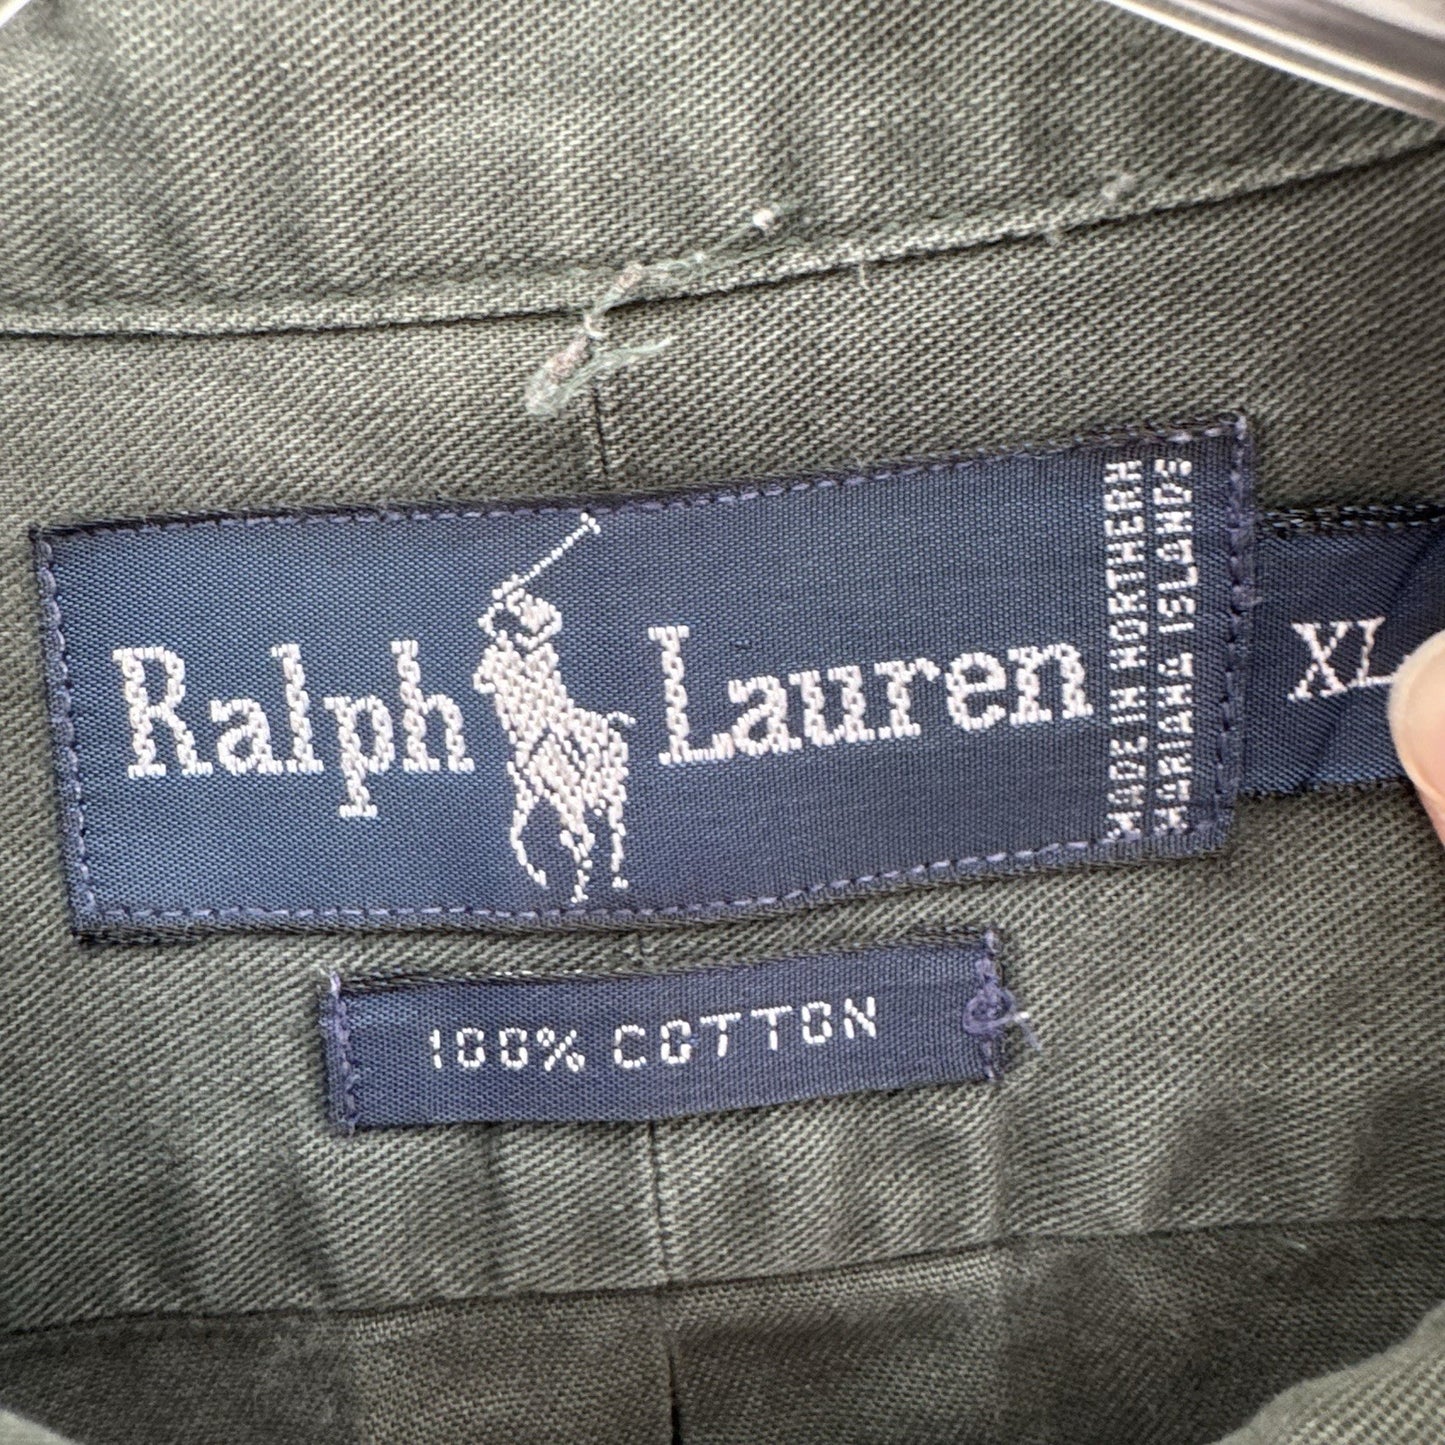 Ralph Lauren
MADE IN NORTHERN
MARIANA ISLANDS
XL
100% COTTON